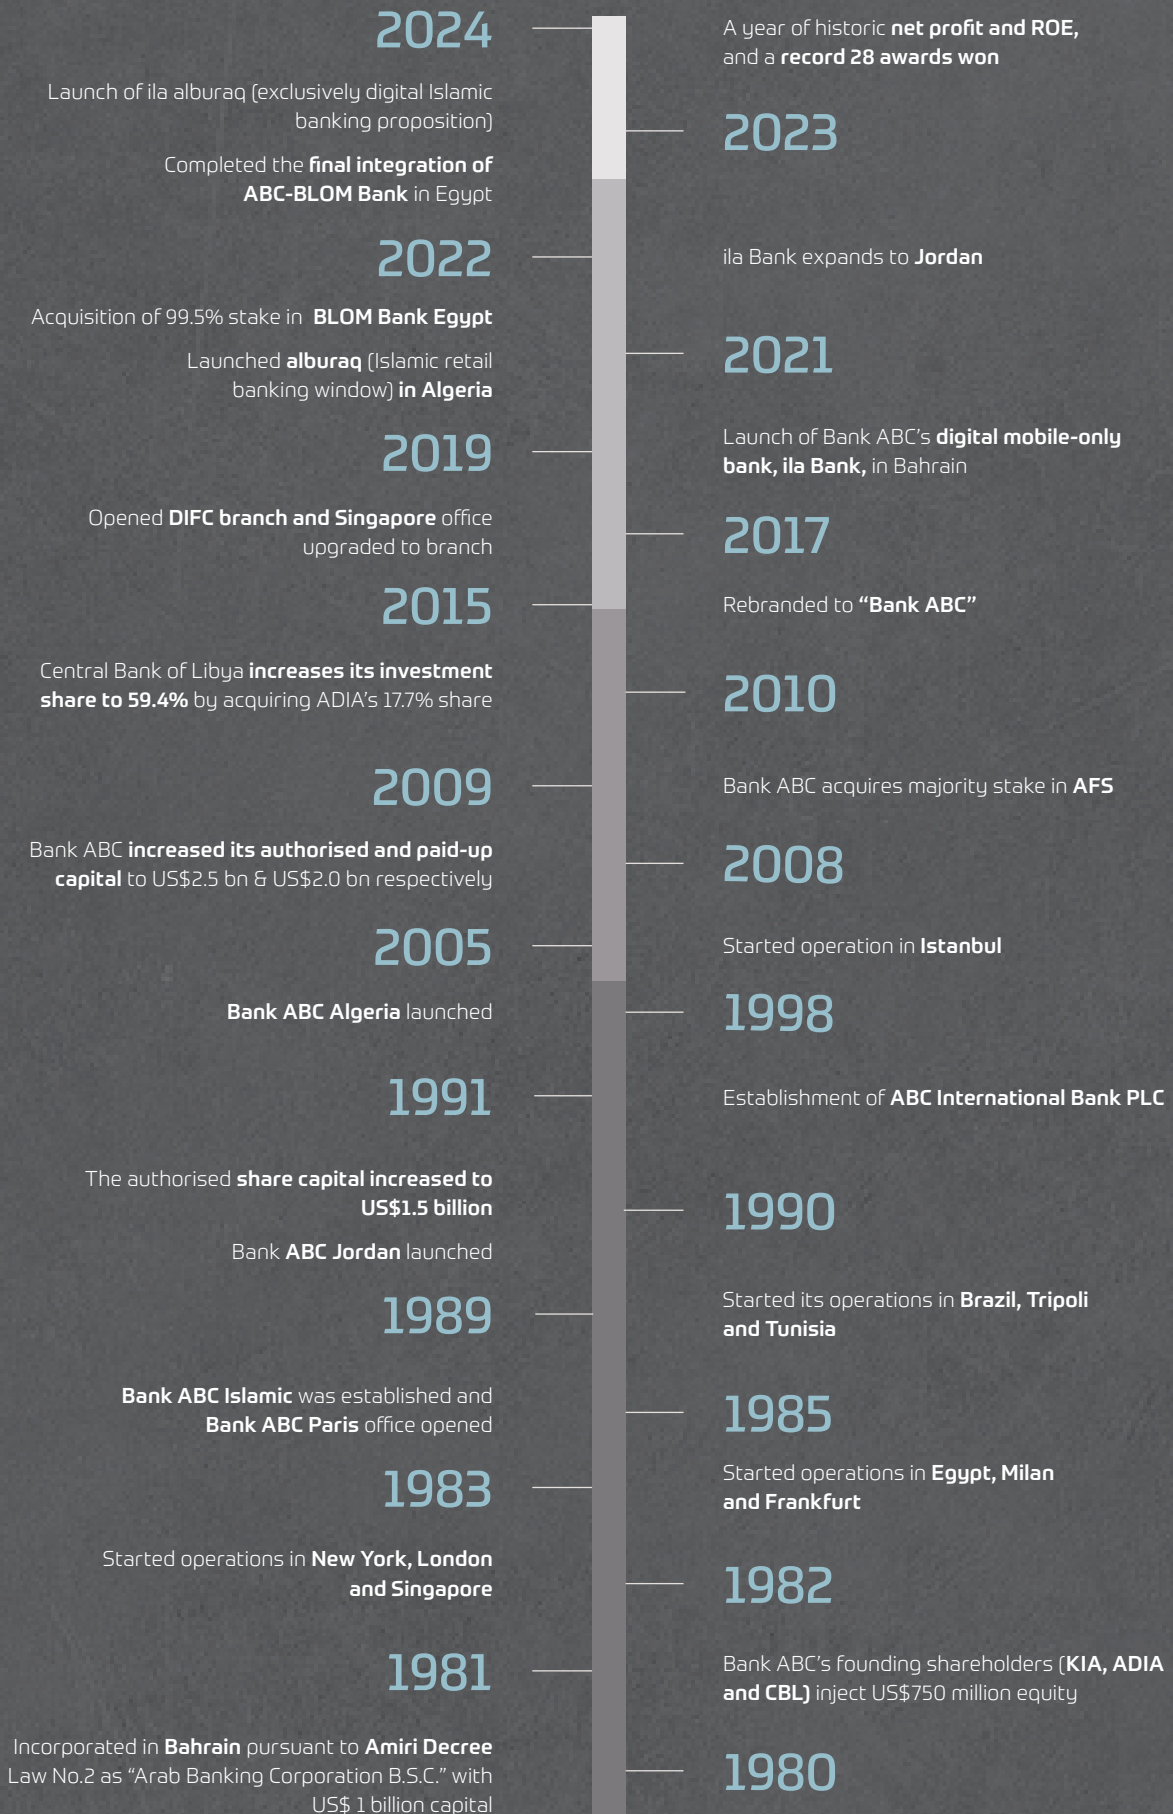 2024
A year of historic net profit and ROE,
and a record 28 awards won
2023
Launch of ila alburaq (exclusively digital Islamic
banking proposition)
Completed the final integration of
ABC-BLOM Bank in Egypt
2022
ila Bank expands to Jordan
2021
Acquisition of 99.5% stake in BLOM Bank Egypt
Launched alburaq (Islamic retail
banking window) in Algeria
2019
Launch of Bank ABC’s digital mobile-only
bank, ila Bank, in Bahrain
2017
Opened DIFC branch and Singapore office
upgraded to branch
2015
Rebranded to “Bank ABC”
2010
Central Bank of Libya increases its investment
share to 59.4% by acquiring ADIA’s 17.7% share
2009
Bank ABC acquires majority stake in AFS
2008
Bank ABC increased its authorised and paid-up
capital to US$2.5 bn & US$2.0 bn respectively
2005
Started operation in Istanbul
1998
Bank ABC Algeria launched
1991
Establishment of ABC International Bank PLC
1990
The authorised share capital increased to
US$1.5 billion
Bank ABC Jordan launched
1989
Started its operations in Brazil, Tripoli
and Tunisia
1985
Bank ABC Islamic was established and
Bank ABC Paris office opened
1983
Started operations in Egypt, Milan
and Frankfurt
1982
Started operations in New York, London
and Singapore
1981
Bank ABC’s founding shareholders (KIA, ADIA
and CBL) inject US$750 million equity
1980
Incorporated in Bahrain pursuant to Amiri Decree
Law No.2 as “Arab Banking Corporation B.S.C.” with
US$ 1 billion capital